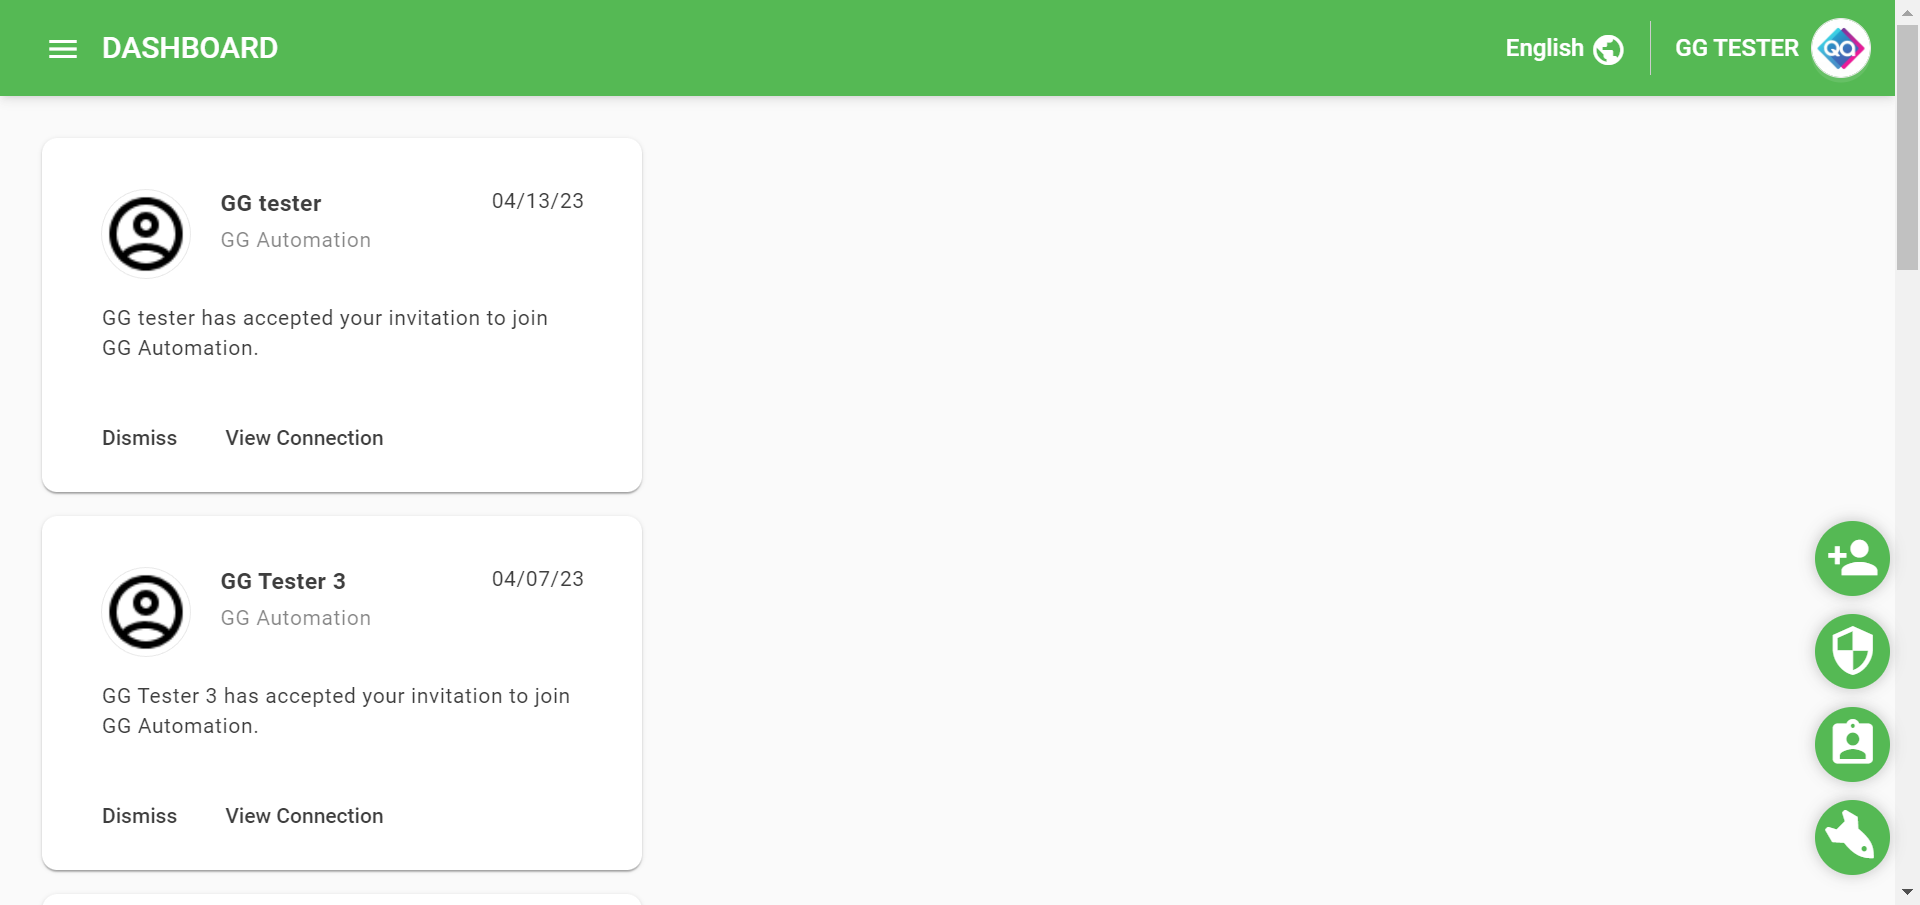 DASHBOARD
English
GG TESTER
QA
GG tester
04/13/23
GG Automation
GG tester has accepted your invitation to join
GG Automation.
Dismiss
View Connection
GG Tester 3
04/07/23
GG Automation
GG Tester 3 has accepted your invitation to join
GG Automation.
Dismiss
View Connection